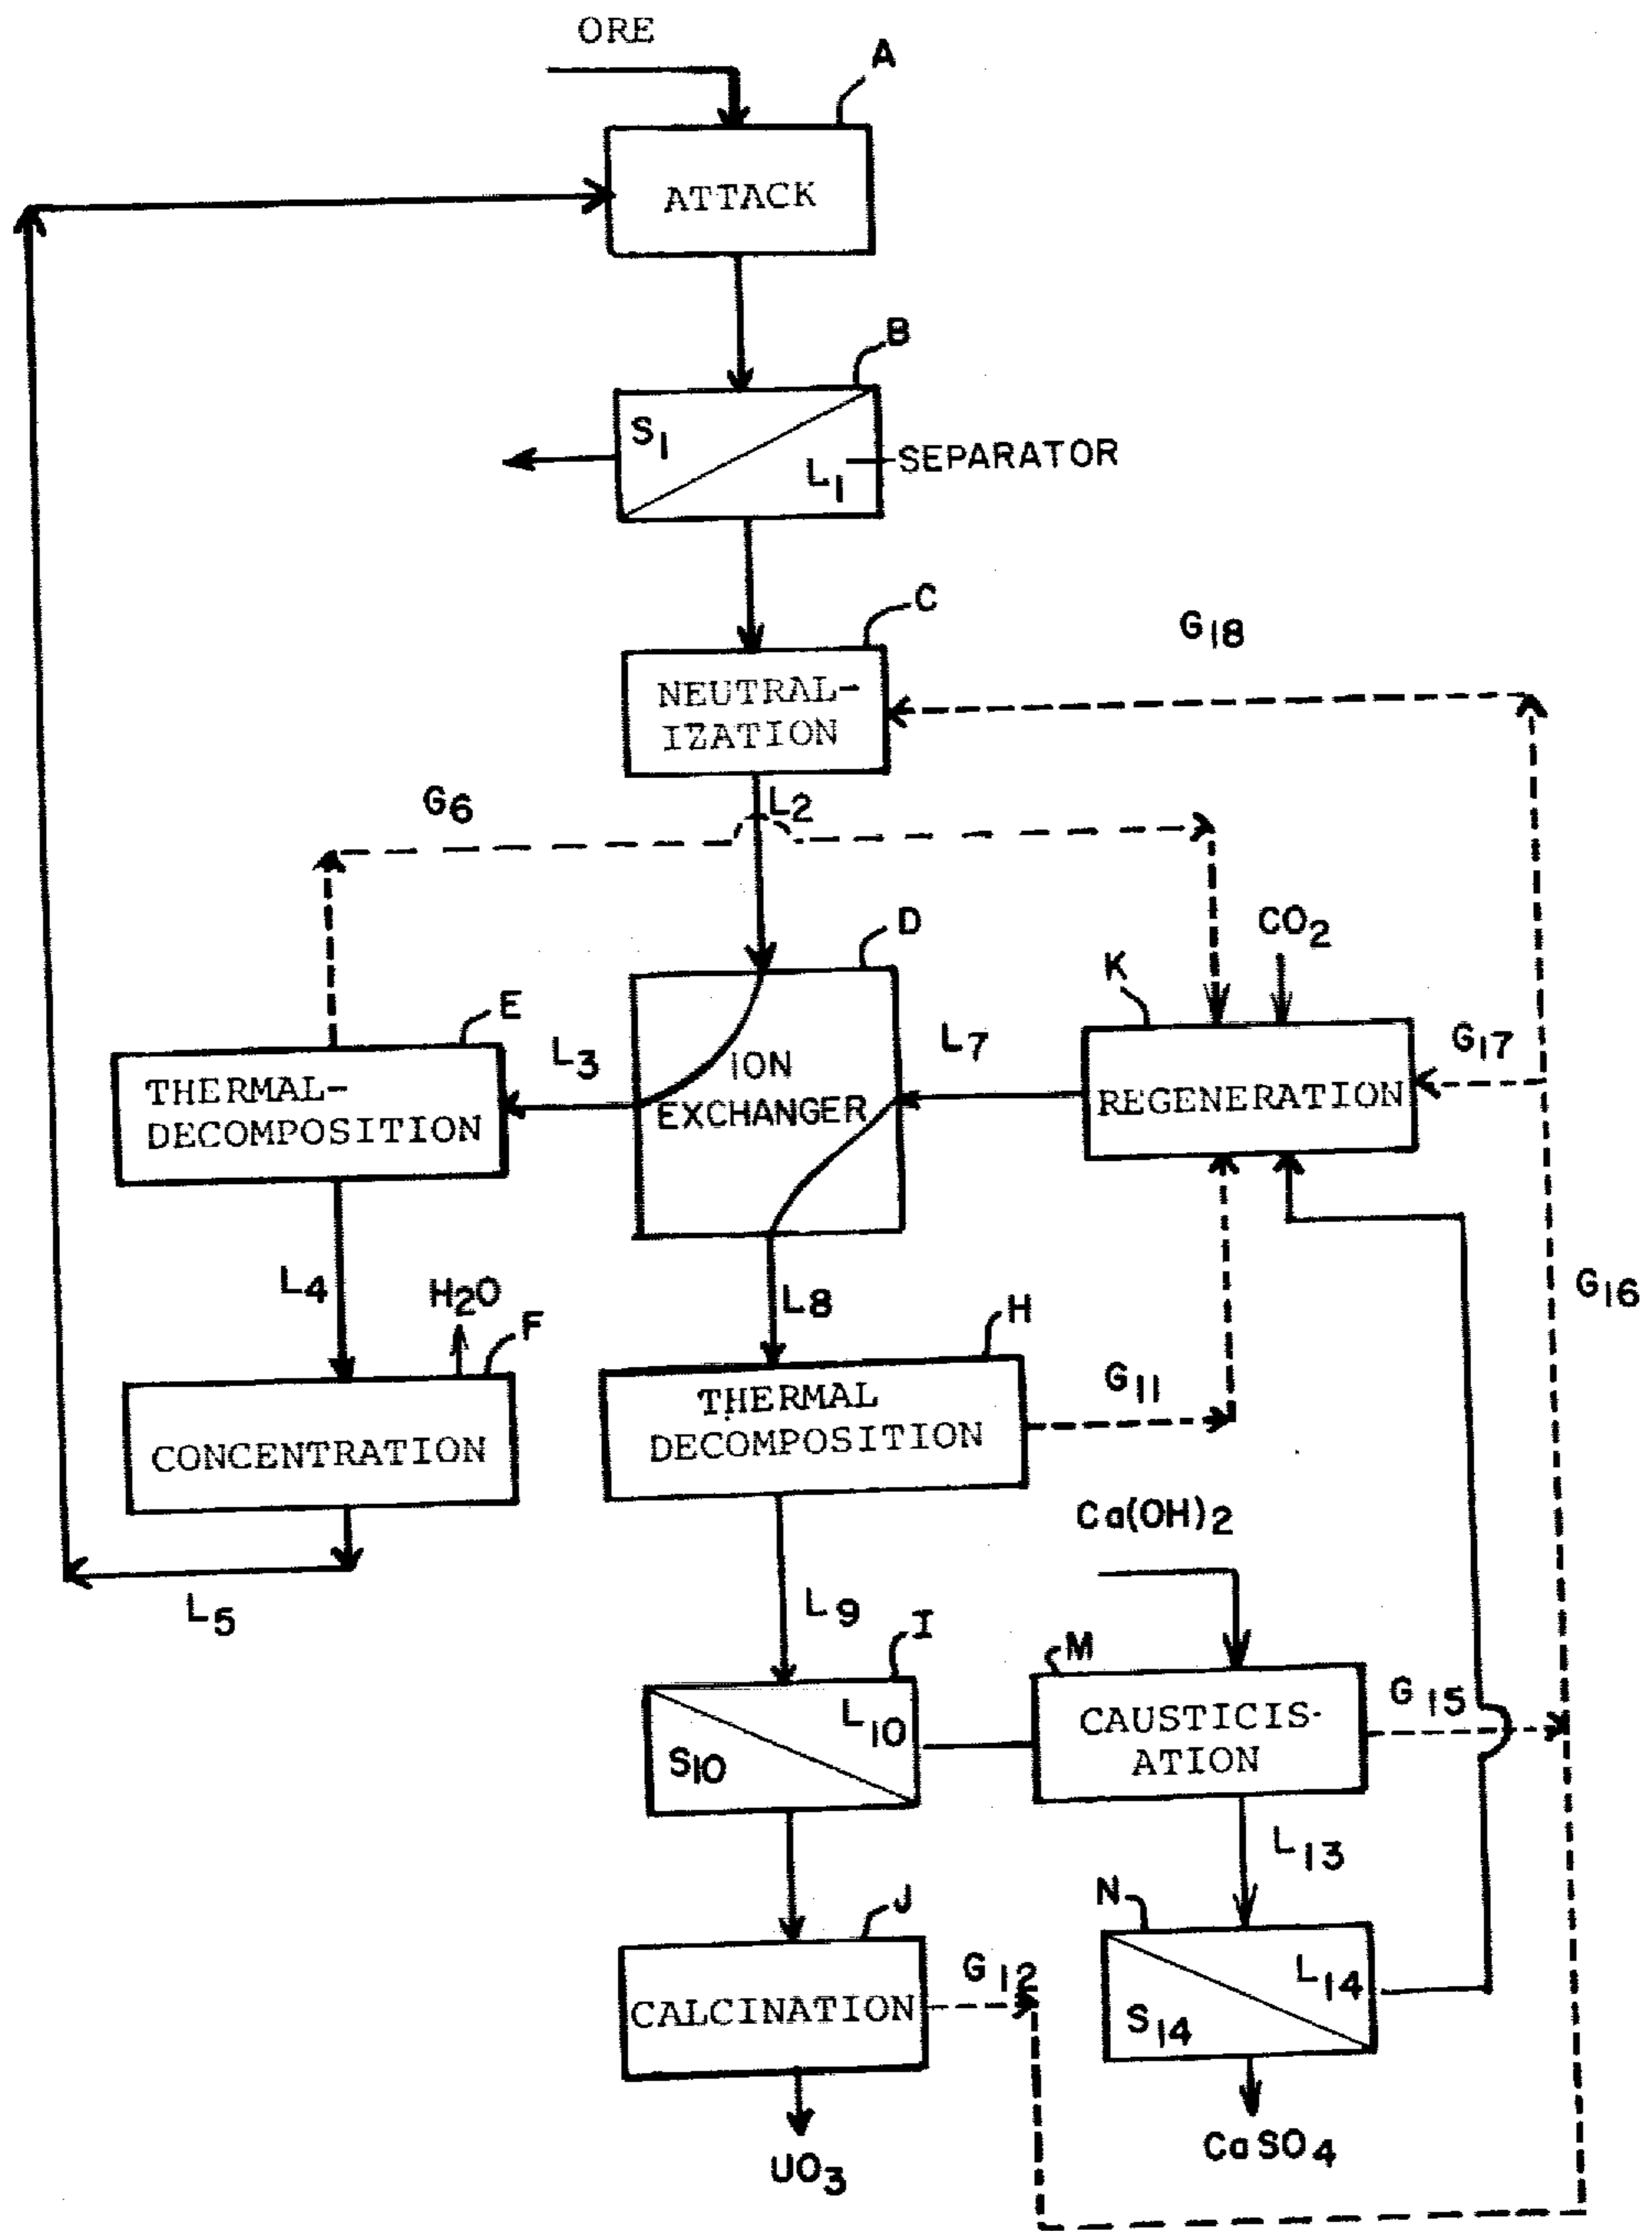 ORE
A
ATTACK
B
S1
L1
SEPARATOR
C
G18
NEUTRAL-
IZATION
G6
L2
D
CO2
K
E
L3
L7
G17
ION
EXCHANGER
THERMAL-
DECOMPOSITION
REGENERATION
L4
H2O
F
L8
H
G16
G11
THERMAL
DECOMPOSITION
CONCENTRATION
Ca(OH)2
L5
L9
I
M
G15
L10
S10
CAUSTICIS-
ATION
L13
J
N
G12
L14
S14
CALCINATION
UO3
CaSO4